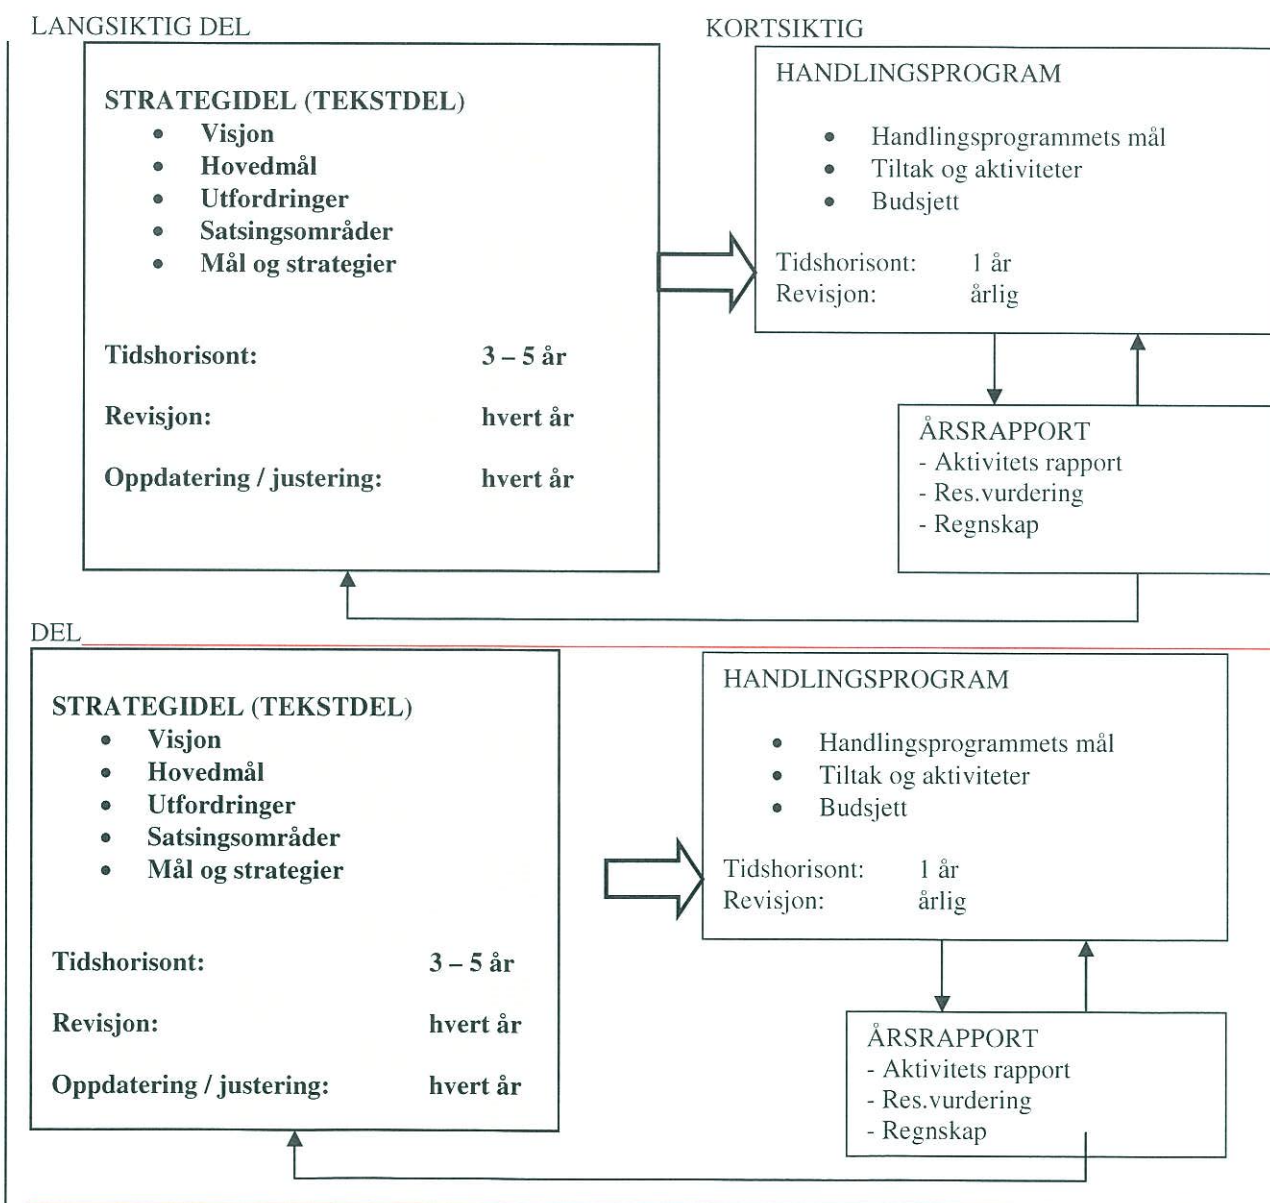 LANGSIKTIG DEL
STRATEGIDEL (TEKSTDEL)
• Visjon
• Hovedmål
• Utfordringer
• Satsingsområder
• Mål og strategier
Tidshorisont: 3 – 5 år
Revisjon: hvert år
Oppdatering / justering: hvert år
KORTSIKTIG
HANDLINGSPROGRAM
• Handlingsprogrammets mål
• Tiltak og aktiviteter
• Budsjett
Tidshorisont: 1 år
Revisjon: årlig
ÅRSRAPPORT
- Aktivitets rapport
- Res.vurdering
- Regnskap
DEL
STRATEGIDEL (TEKSTDEL)
• Visjon
• Hovedmål
• Utfordringer
• Satsingsområder
• Mål og strategier
Tidshorisont: 3 – 5 år
Revisjon: hvert år
Oppdatering / justering: hvert år
HANDLINGSPROGRAM
• Handlingsprogrammets mål
• Tiltak og aktiviteter
• Budsjett
Tidshorisont: 1 år
Revisjon: årlig
ÅRSRAPPORT
- Aktivitets rapport
- Res.vurdering
- Regnskap